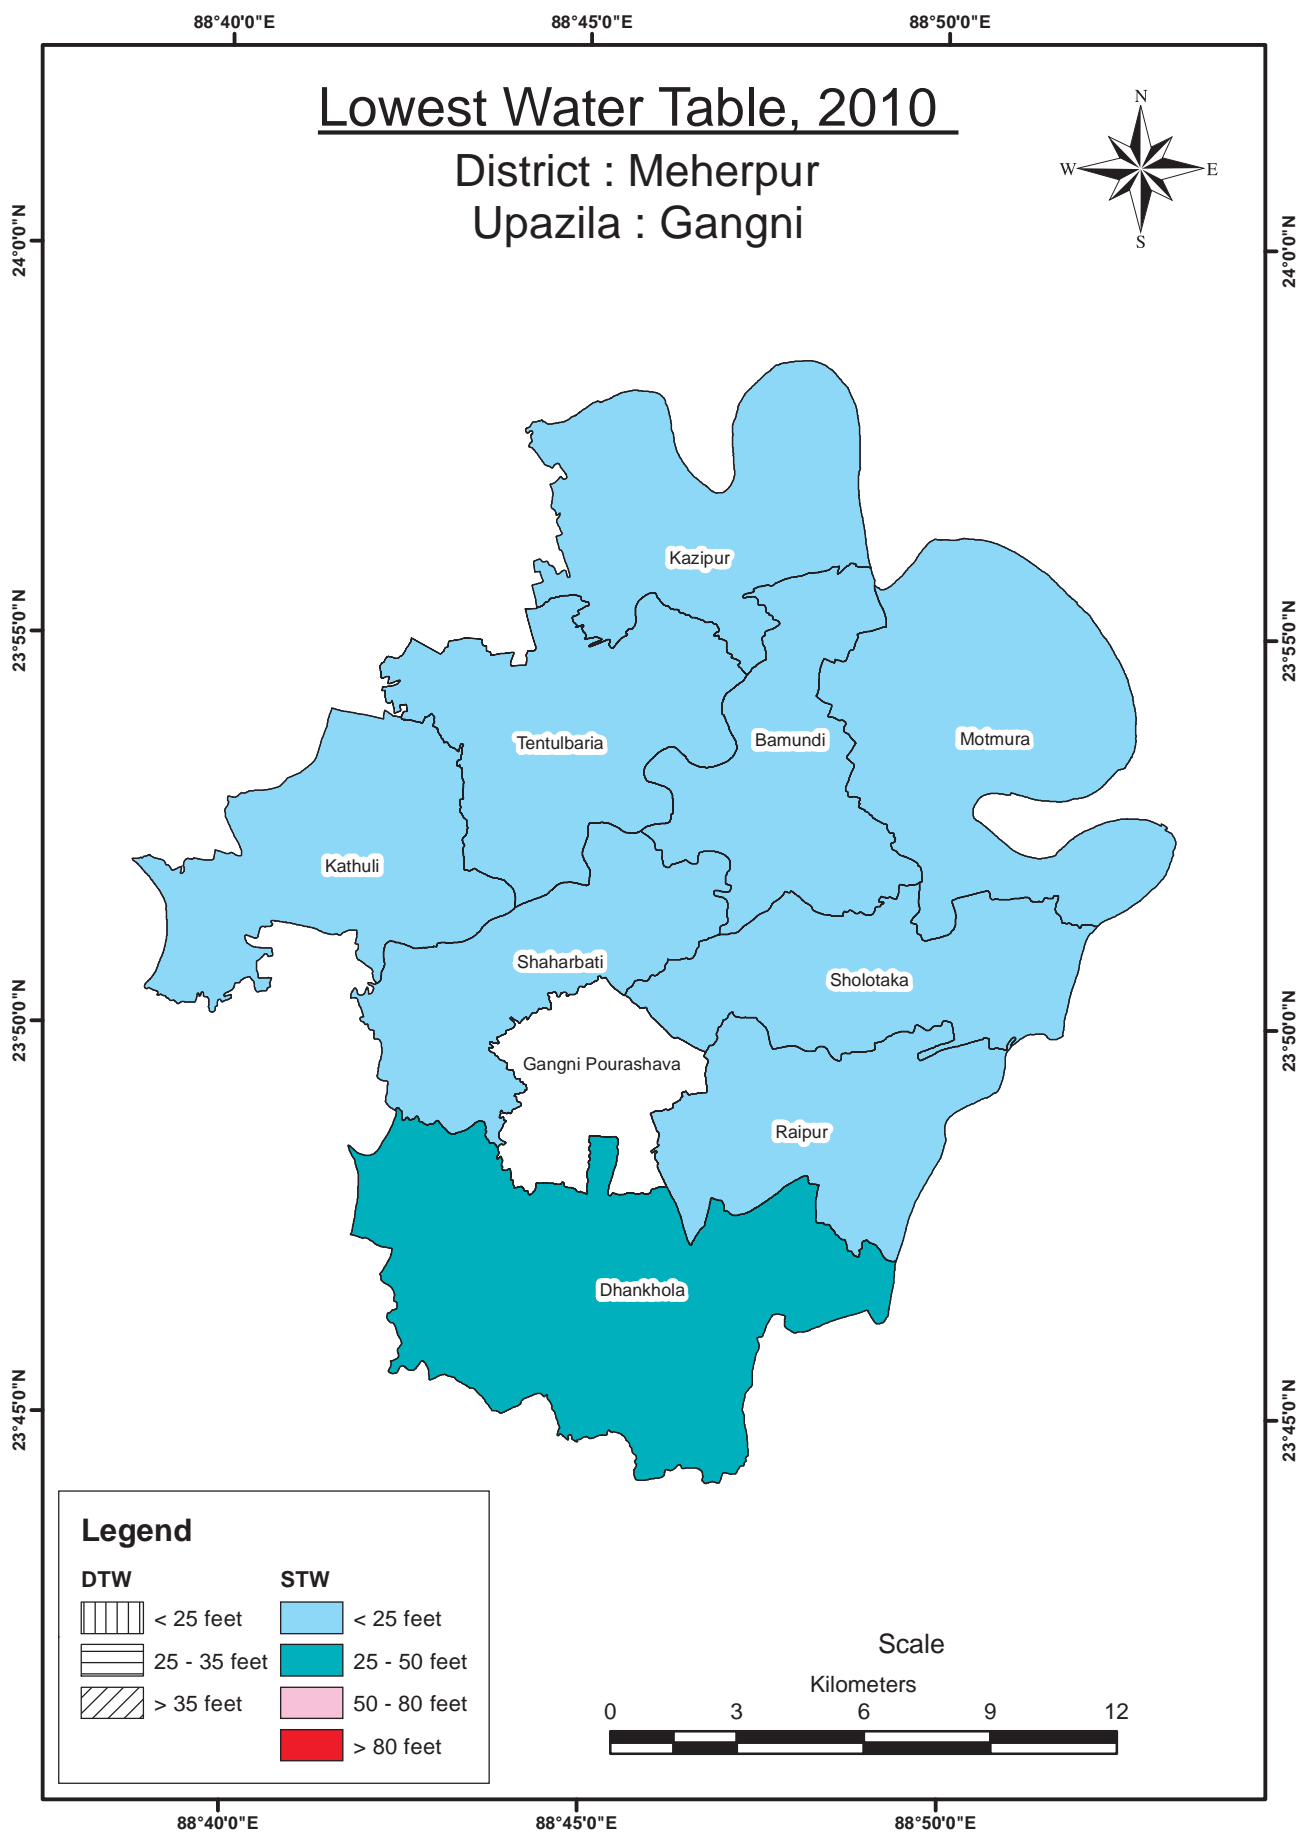 88°40'0"E 88°45'0"E 88°50'0"E
Lowest Water Table, 2010
District : Meherpur
Upazila : Gangni
N
W E
S
24°0'0"N 24°0'0"N
Kazipur
23°55'0"N 23°55'0"N
Tentulbaria Bamundi Motmura
Kathuli
Shaharbati
Sholotaka
23°50'0"N 23°50'0"N
Gangni Pourashava
Raipur
Dhankhola
23°45'0"N 23°45'0"N
Legend
DTW STW
< 25 feet < 25 feet
25 - 35 feet 25 - 50 feet
> 35 feet 50 - 80 feet
> 80 feet
Scale
Kilometers
0 3 6 9 12
88°40'0"E 88°45'0"E 88°50'0"E